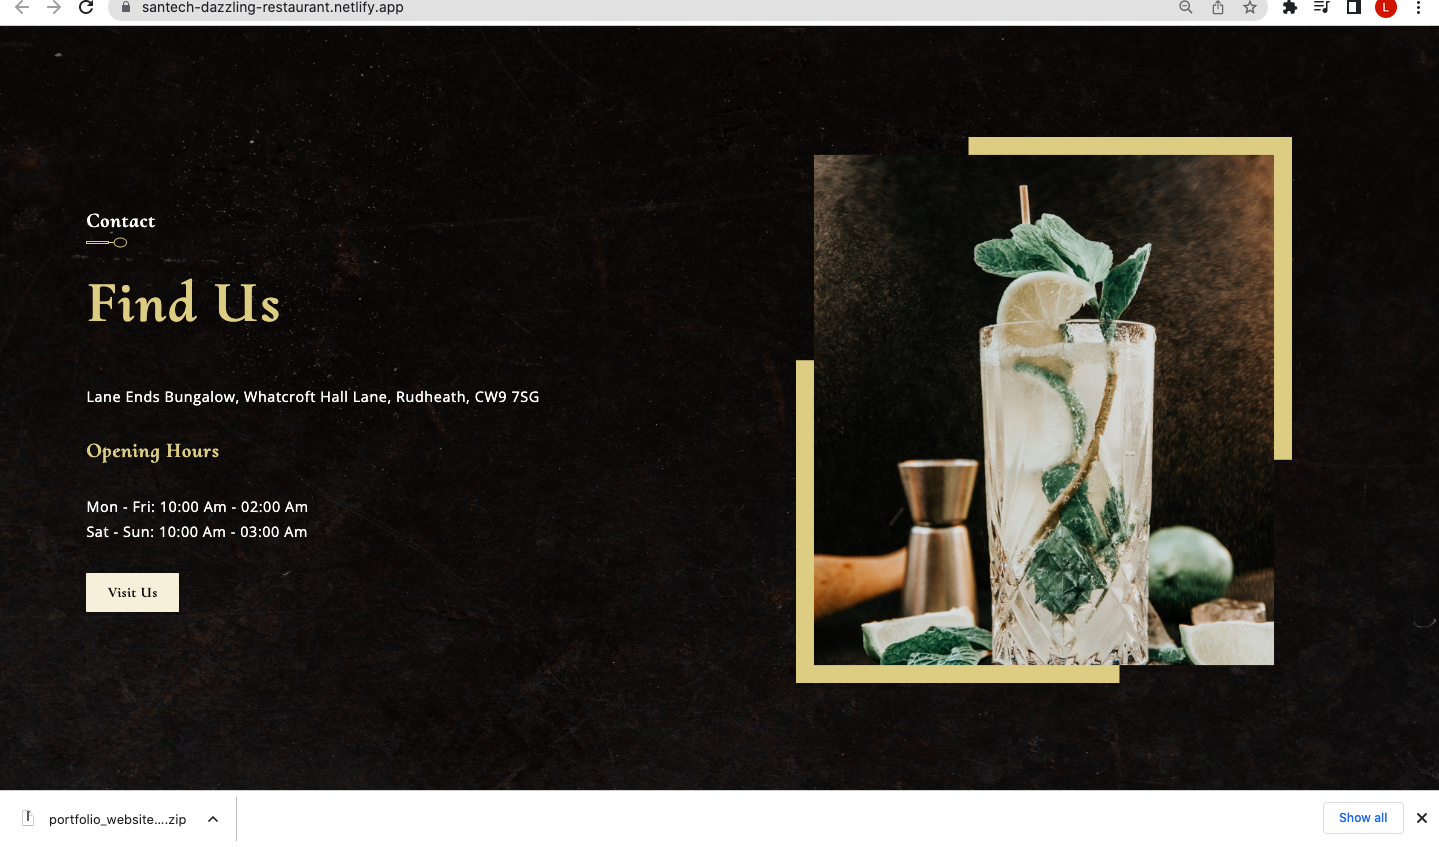 santech-dazzling-restaurant.netlify.app
L
Contact
Find Us
Lane Ends Bungalow, Whatcroft Hall Lane, Rudheath, CW9 7SG
Opening Hours
Mon - Fri: 10:00 Am - 02:00 Am
Sat - Sun: 10:00 Am - 03:00 Am
Visit Us
portfolio_website....zip
Show all